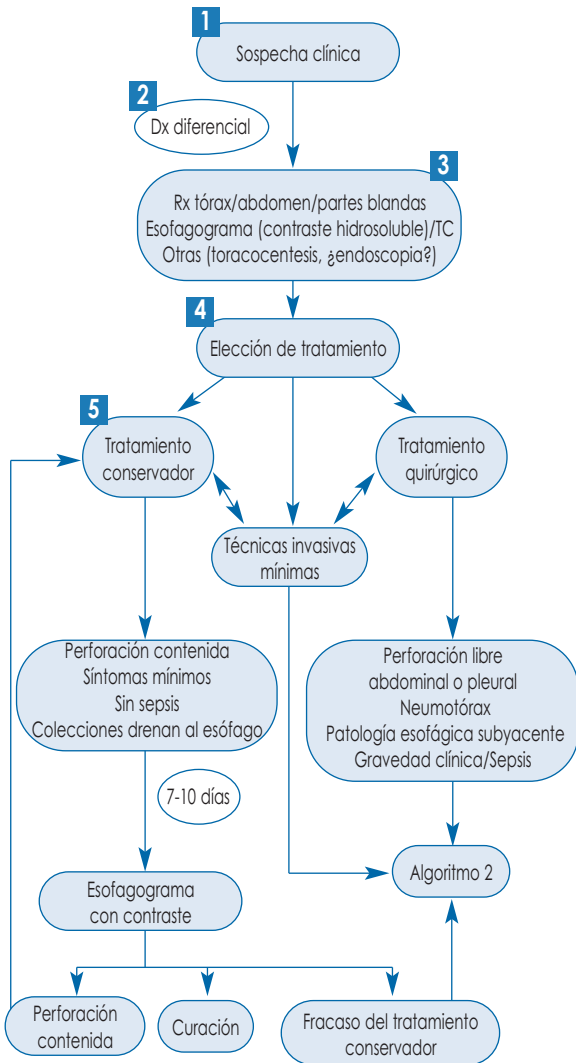 1
Sospecha clínica
2
Dx diferencial
3
Rx tórax/abdomen/partes blandas
Esofagograma (contraste hidrosoluble)/TC
Otras (toracocentesis, ¿endoscopia?)
4
Elección de tratamiento
5
Tratamiento
conservador
Tratamiento
quirúrgico
Técnicas invasivas
mínimas
Perforación contenida
Síntomas mínimos
Sin sepsis
Colecciones drenan al esófago
Perforación libre
abdominal o pleural
Neumotórax
Patología esofágica subyacente
Gravedad clínica/Sepsis
7-10 días
Esofagograma
con contraste
Algoritmo 2
Perforación
contenida
Curación
Fracaso del tratamiento
conservador